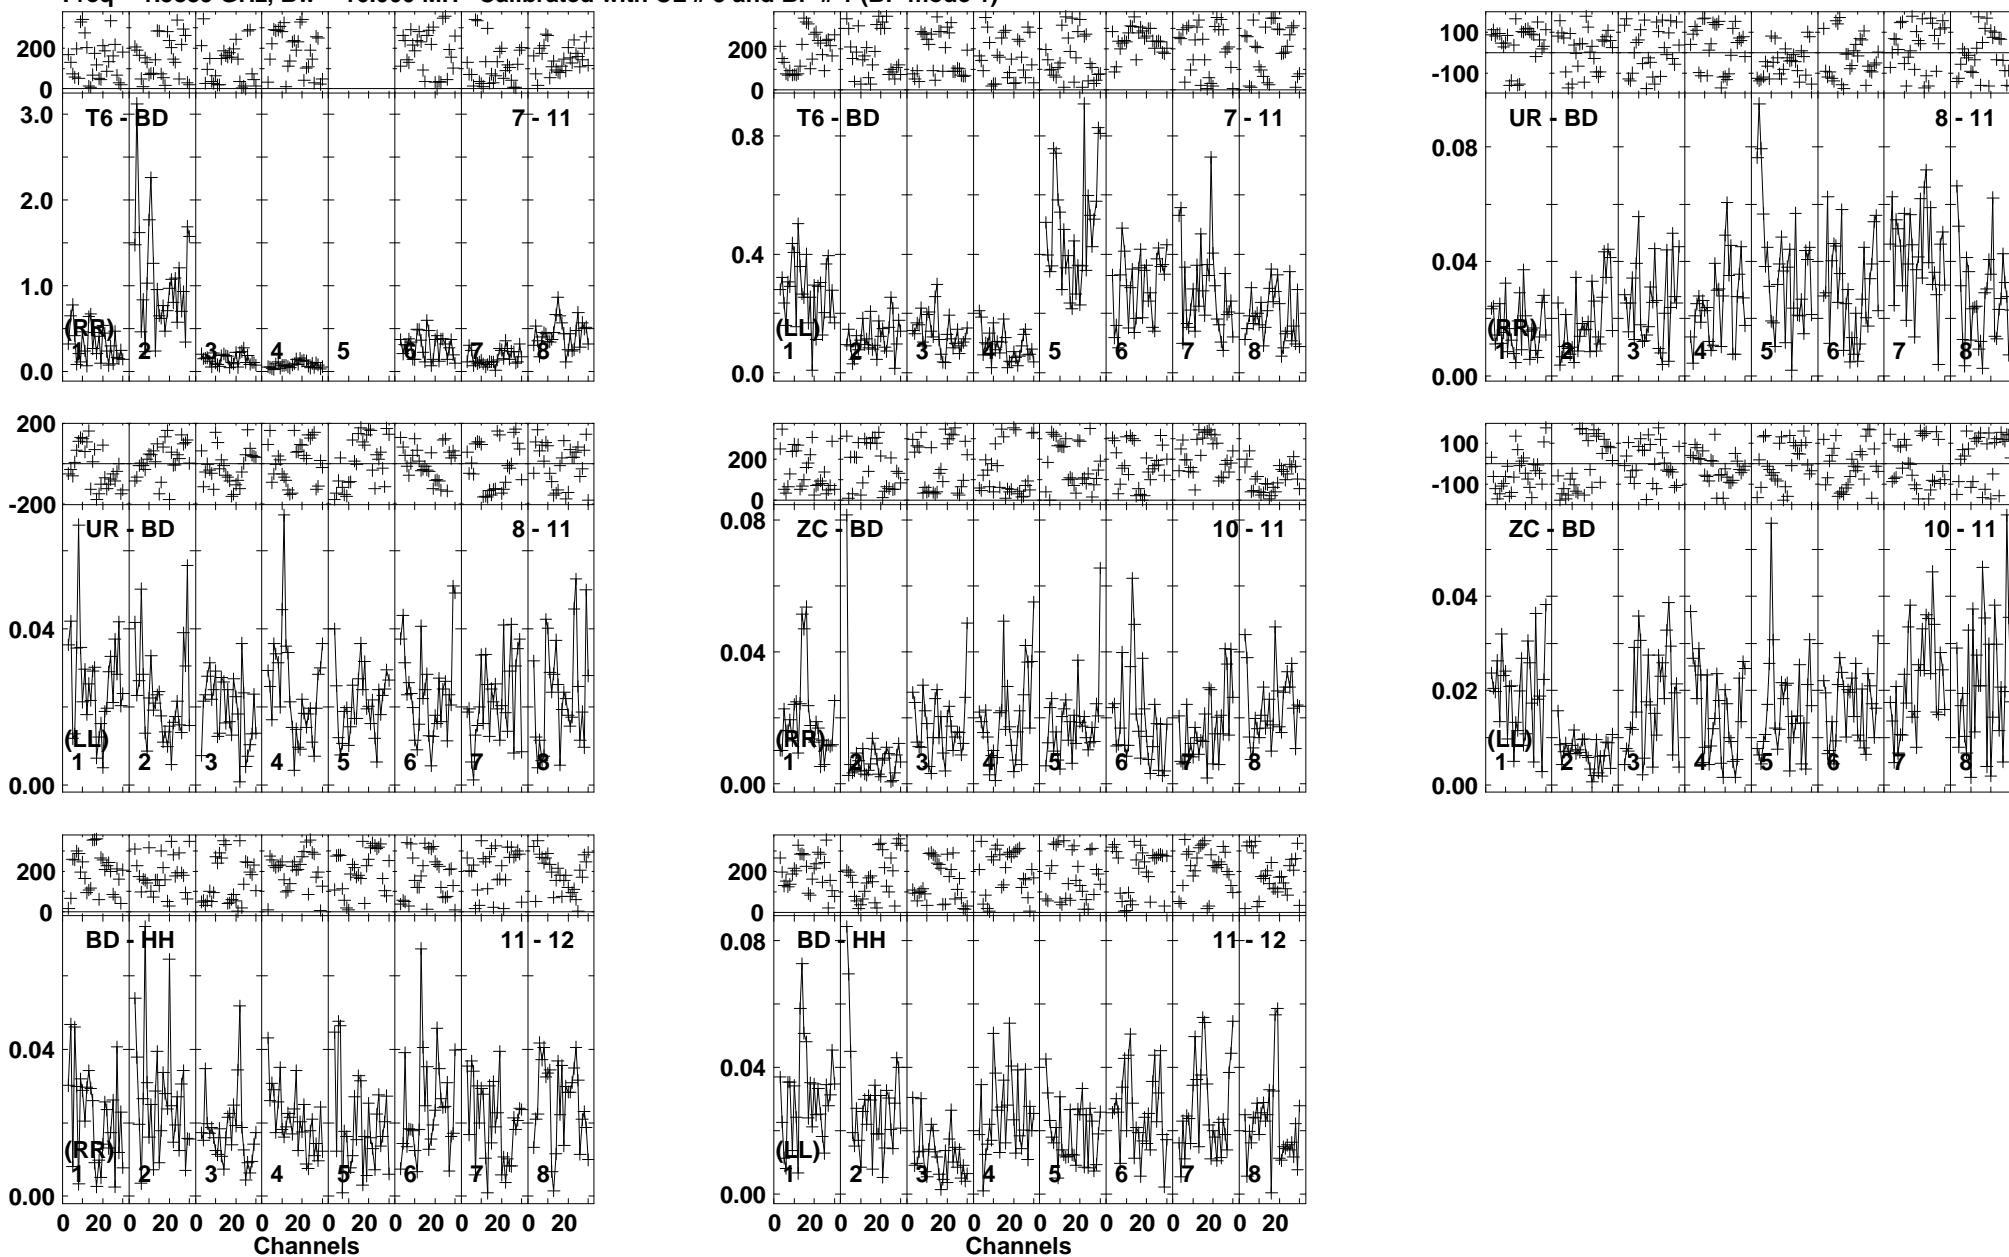 200 200 100
0 0 -100
T6 - BD 7 - 11 T6 - BD 7 - 11 UR - BD 8 - 11
3.0 2.0 1.0 0.0
(RR)
1 2 3 4 5 6 7 8
0.8 0.4 0.0
(LL)
1 2 3 4 5 6 7 8
0.08 0.04 0.00
(RR)
1 2 3 4 5 6 7 8
200 200 100
-200 0 -100
UR - BD 8 - 11 ZC - BD 10 - 11 ZC - BD 10 - 11
0.04 0.00
(LL)
1 2 3 4 5 6 7 8
0.08 0.04 0.00
(RR)
1 2 3 4 5 6 7 8
0.04 0.02 0.00
(LL)
1 2 3 4 5 6 7 8
200 200
0 0
BD - HH 11 - 12 BD - HH 11 - 12
0.04 0.00
(RR)
1 2 3 4 5 6 7 8
0.08 0.04 0.00
(LL)
1 2 3 4 5 6 7 8
0 20 0 20 0 20 0 20 0 20 0 20 0 20 0 20
0 20 0 20 0 20 0 20 0 20 0 20 0 20 0 20
Channels Channels